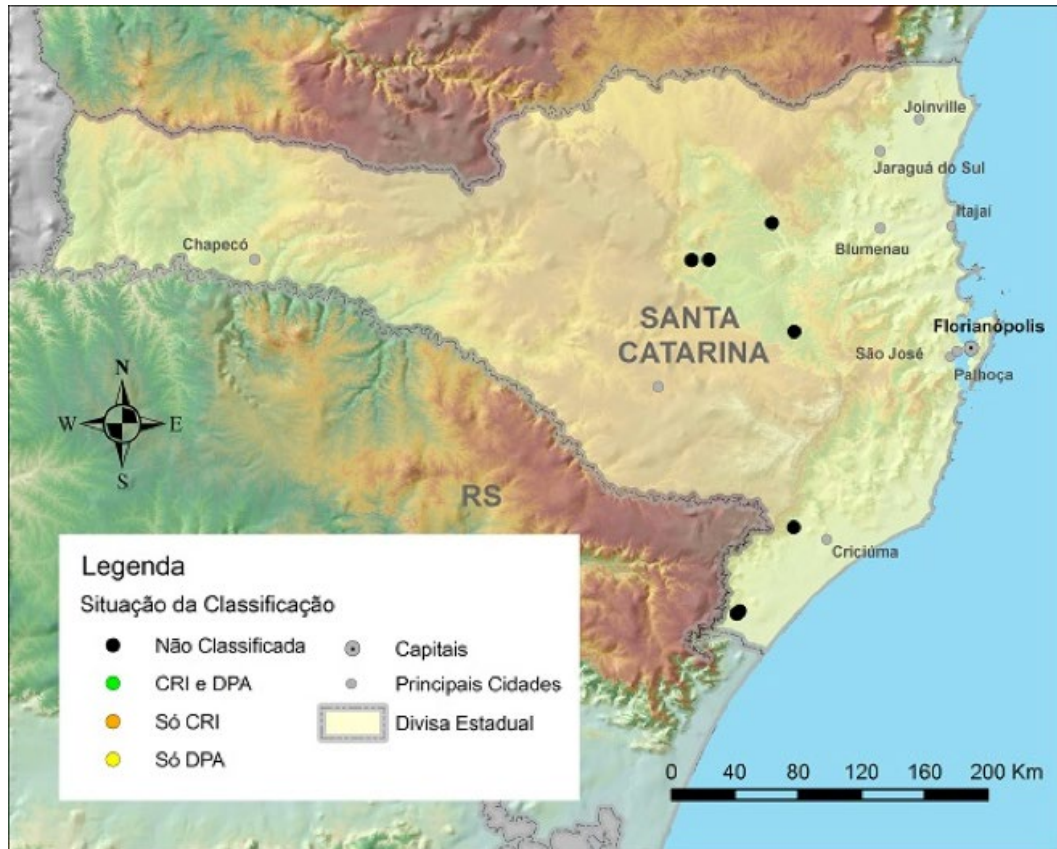 Joinville
Jaraguá do Sul
Itajaí
Blumenau
Chapecó
SANTA
CATARINA
Florianópolis
São José
Palhoça
N
W
E
S
RS
Criçiúma
Legenda
Situação da Classificação
Não Classificada
CRI e DPA
Só CRI
Só DPA
Capitais
Principais Cidades
Divisa Estadual
0 40 80 120 160 200 Km